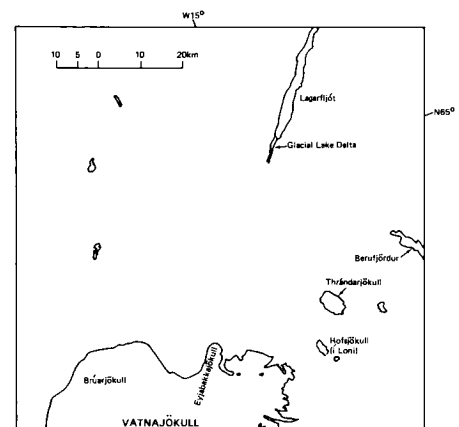 W15°
10 5 0 10 20km
Lagarfljót
N65°
Glacial Lake Delta
Berufjördur
Thrándarjökull
Hofsjökull
(í Loni)
Eyjabakkajökull
Brúarjökull
VATNAJÖKULL